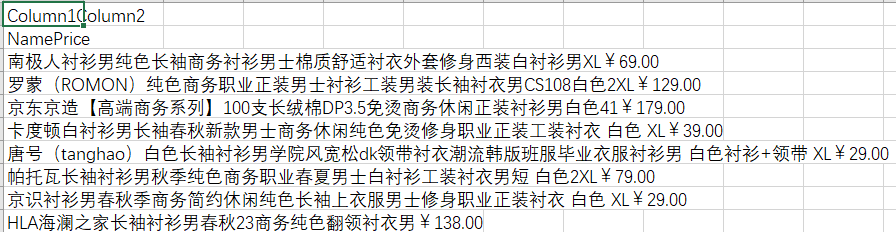 Column1Column2
NamePrice
南极人衬衫男纯色长袖商务衬衫男士棉质舒适衬衣外套修身西装白衬衫男XL￥69.00
罗蒙（ROMON）纯色商务职业正装男士衬衫工装男装长袖衬衣男CS108白色2XL￥129.00
京东京造【高端商务系列】100支长绒棉DP3.5免烫商务休闲正装衬衫男白色41￥179.00
卡度顿白衬衫男长袖春秋新款男士商务休闲纯色免烫修身职业正装工装衬衣 白色 XL￥39.00
唐号（tanghao）白色长袖衬衫男学院风宽松dk领带衬衣潮流韩版班服毕业衣服衬衫男 白色衬衫+领带 XL￥29.00
帕托瓦长袖衬衫男秋季纯色商务职业春夏男士白衬衫工装衬衣男短 白色2XL￥79.00
京识衬衫男春秋季商务简约休闲纯色长袖上衣服男士修身职业正装衬衣 白色 XL￥29.00
HLA海澜之家长袖衬衫男春秋23商务纯色翻领衬衣男￥138.00